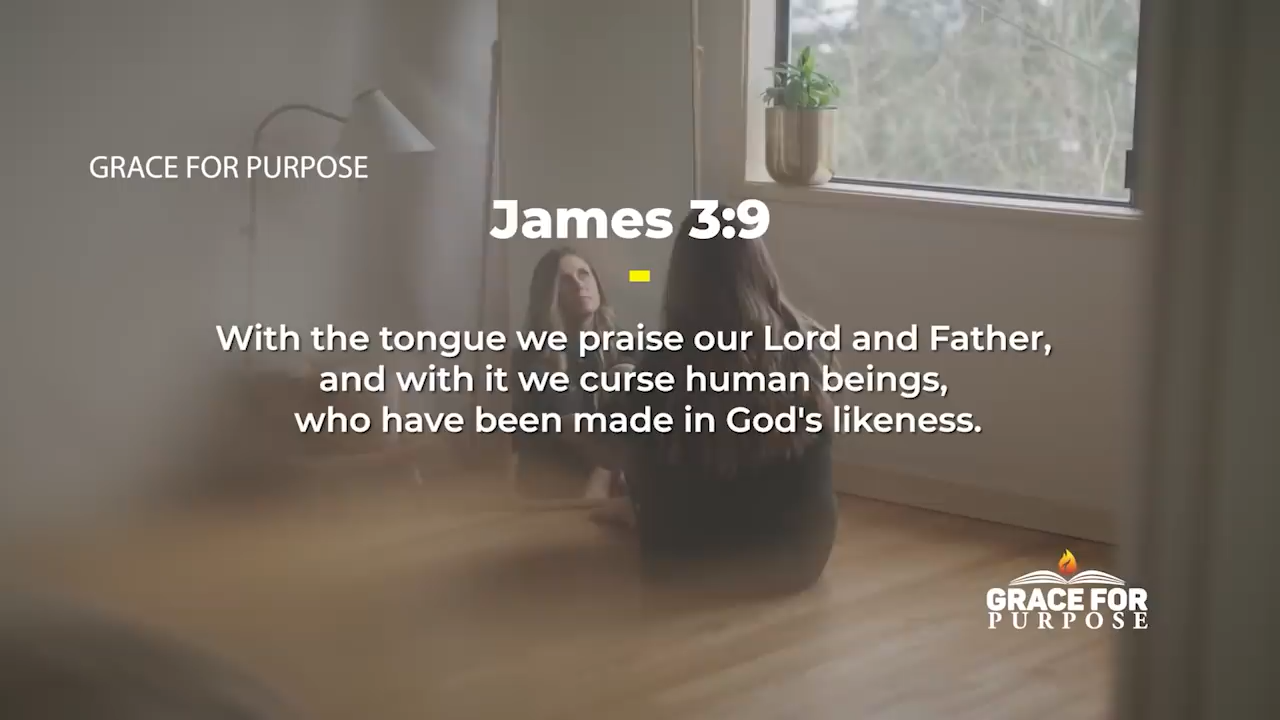 GRACE FOR PURPOSE
James 3:9
With the tongue we praise our Lord and Father,
and with it we curse human beings,
who have been made in God's likeness.
GRACE FOR
PURPOSE